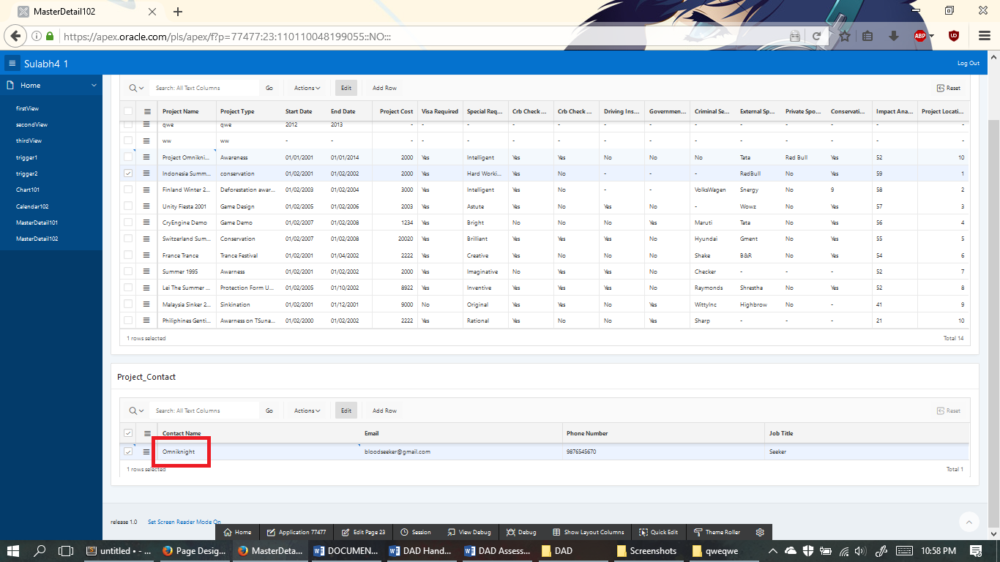 MasterDetail102
https://apex.oracle.com/pls/apex/f?p=77477:23:110110048199055::NO:::
ABP
Sulabh4 1
Log Out
Home
firstView
secondView
thirdView
trigger1
trigger2
Chart101
Calendar102
MasterDetail101
MasterDetail102
Search: All Text Columns Go Actions Edit Add Row Reset
Project Name Project Type Start Date End Date Project Cost Visa Required Special Req... Crb Check ... Crb Check ... Driving Ins... Governmen... Criminal Se... External Sp... Private Spo... Conservati... Impact Ana... Project Locati...
qwe qwe 2012 2013 - - - - - - - - - - - - -
ww ww - - - - - - - - - - - - - - -
Project Omnikni... Awareness 01/01/2001 01/01/2014 2000 Yes Intelligent Yes Yes No No No Tata Red Bull Yes 52 10
Indonesia Summ... conservation 01/02/2001 01/02/2002 2000 Yes Hard Worki... Yes No - - - RedBull No Yes 59 1
Finland Winter 2... Deforestation awar... 01/02/2003 01/02/2004 3000 Yes Intelligent Yes No - - VolksWagen Snergy No 9 58 2
Unity Fiesta 2001 Game Design 01/02/2005 01/02/2006 2003 Yes Astute Yes No Yes No - Wowz No Yes 57 3
CryEngine Demo Game Demo 01/02/2007 01/02/2008 1234 Yes Bright No No No Yes Maruti Tata No Yes 56 4
Switzerland Sum... Conservation 01/02/2007 01/02/2008 20020 Yes Brilliant Yes Yes Yes No Hyundai Gment No Yes 55 5
France Trance Trance Festival 01/02/2001 01/04/2002 2222 Yes Creative Yes No No No Shake B&R No Yes 54 6
Summer 1995 Awarness 01/02/2001 01/02/2002 2000 Yes Imaginative No Yes Yes No Checker - - - 52 7
Lei The Summer ... Protection Form U... 01/02/2005 01/10/2002 8922 Yes Inventive Yes Yes Yes No Raymonds Shrestha No Yes 52 8
Malaysia Sinker 2... Sinkination 01/02/2001 01/12/2001 9000 No Original Yes Yes No Yes WittyInc Highbrow No - 41 9
Philiphines Genti... Awarness on TSuna... 01/02/2000 01/02/2002 2222 Yes Rational Yes No No Yes Sharp - - - 21 10
1 rows selected Total 14
Project_Contact
Search: All Text Columns Go Actions Edit Add Row Reset
Contact Name Email Phone Number Job Title
Omniknight bloodseeker@gmail.com 9876545670 Seeker
1 rows selected Total 1
release 1.0 Set Screen Reader Mode On
Home Application 77477 Edit Page 23 Session View Debug Debug Show Layout Columns Quick Edit Theme Roller
untitled • - ... Page Desig... MasterDeta... DOCUMEN... DAD Hand... DAD Assess... DAD Screenshots qweqwe 10:58 PM